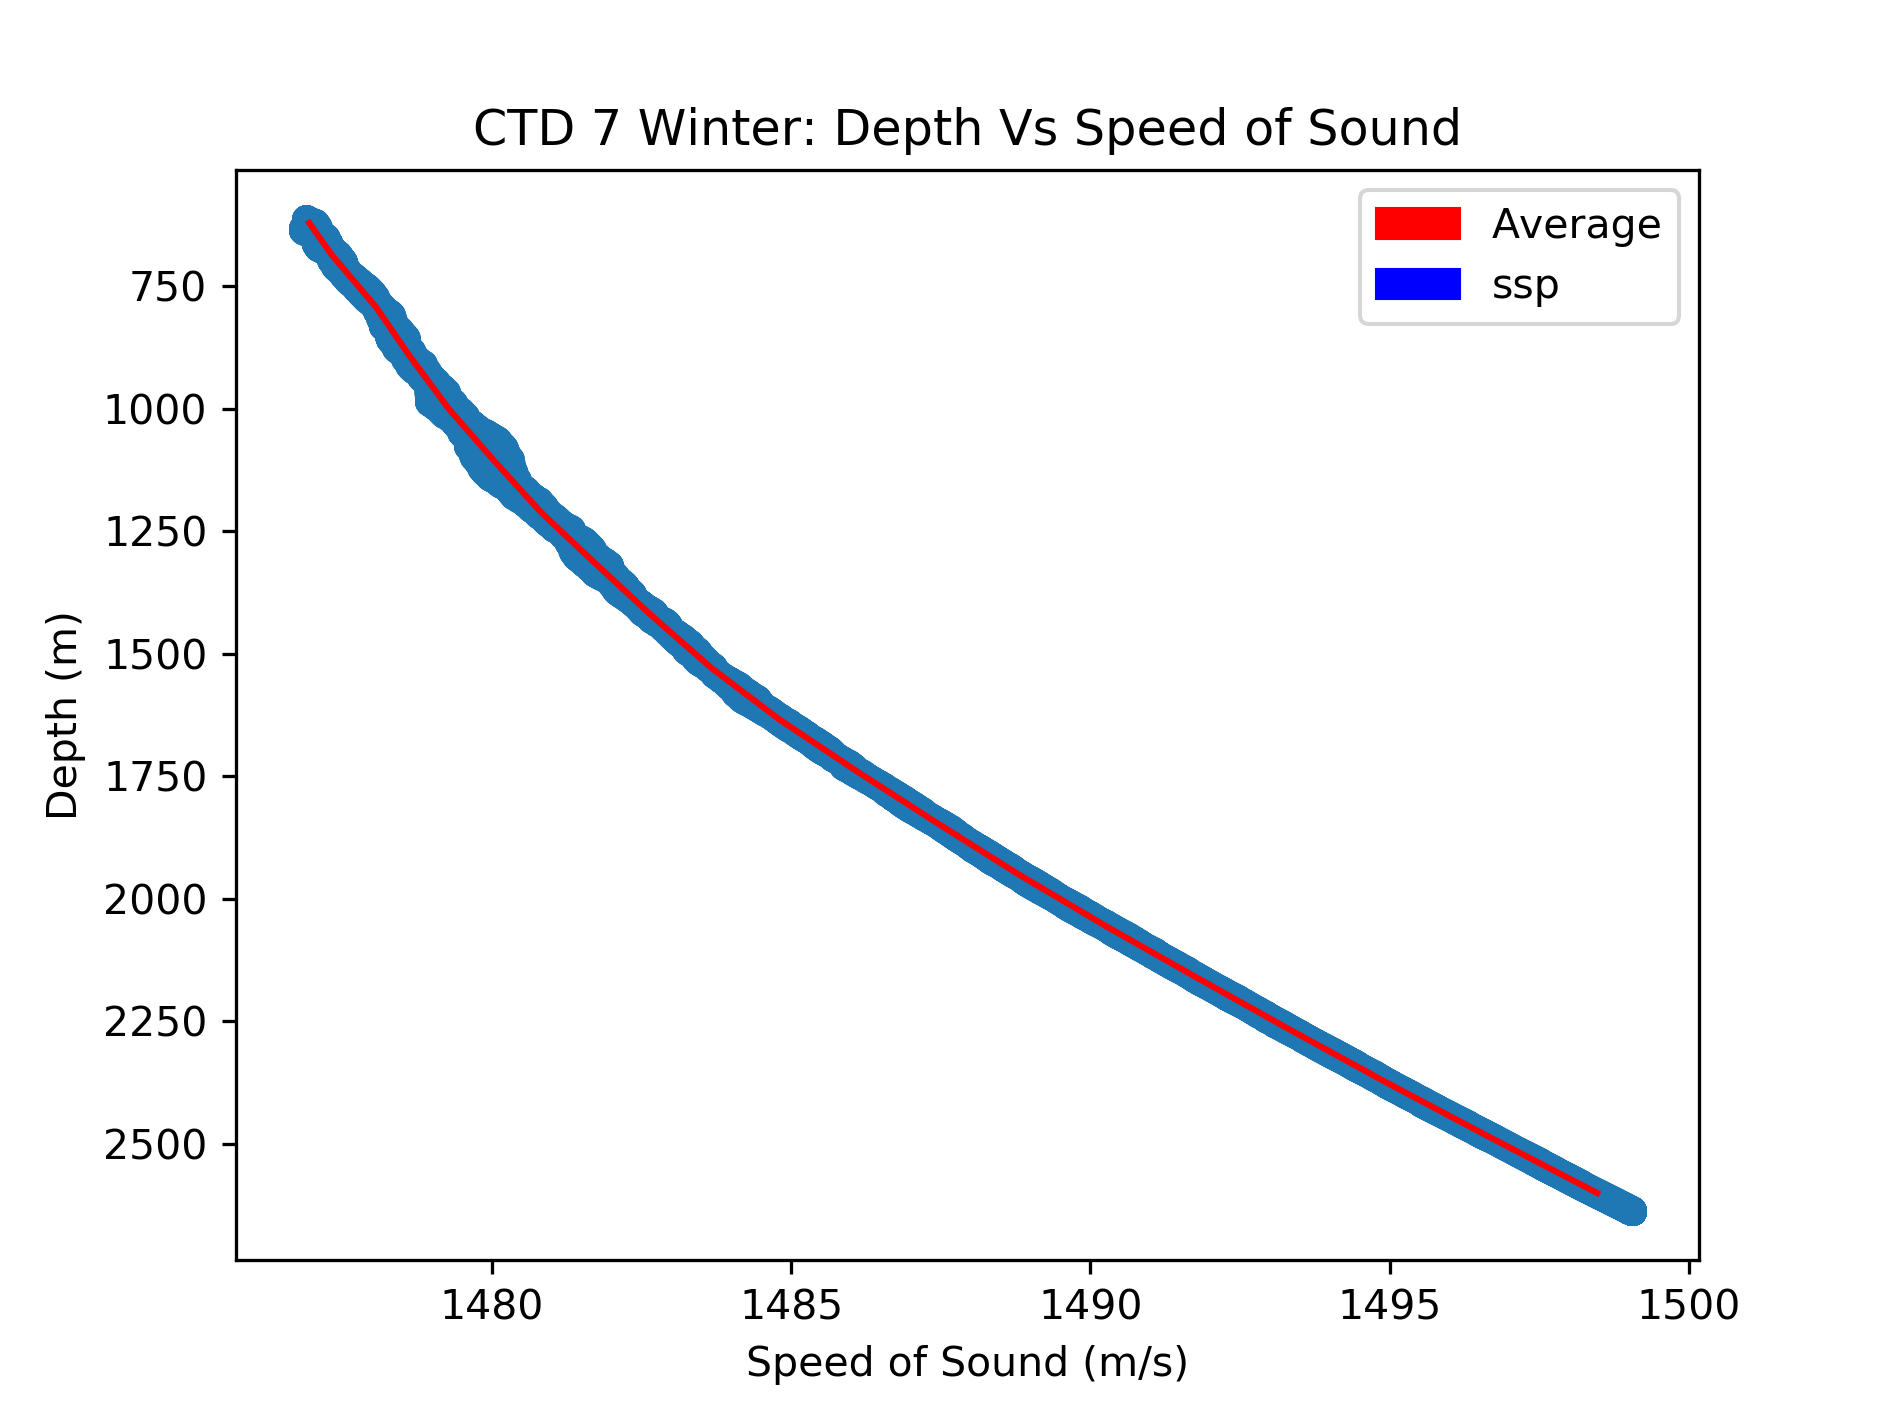 CTD 7 Winter: Depth Vs Speed of Sound
Average
ssp
750
1000
1250
1500
1750
2000
2250
2500
Depth (m)
1480
1485
1490
1495
1500
Speed of Sound (m/s)